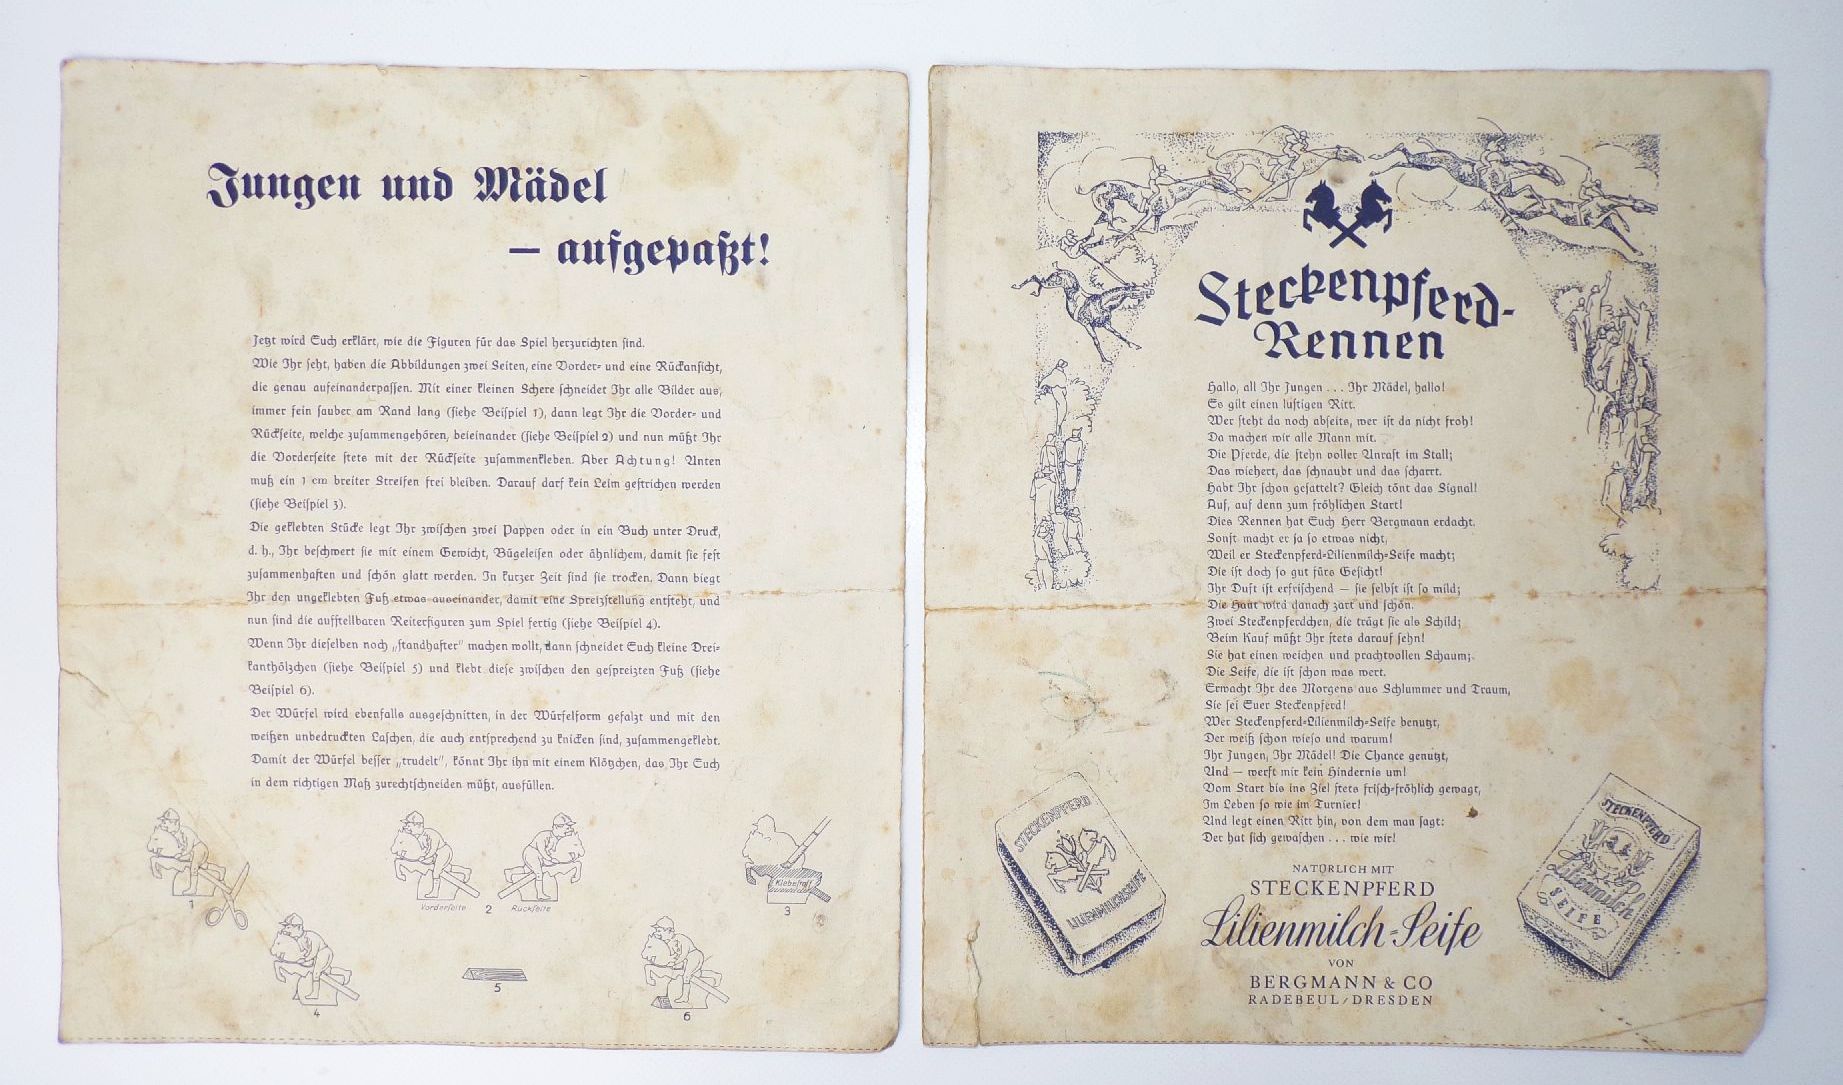 Jungen und Mädel
— aufgepaßt!
Jetzt wird Euch erklärt, wie die Figuren für das Spiel herzurichten sind.
Wie Ihr seht, haben die Abbildungen zwei Seiten, eine Vorder- und eine Rückansicht,
die genau aufeinanderpassen. Mit einer kleinen Schere schneidet Ihr alle Bilder aus,
immer fein sauber am Rand lang (siehe Beispiel 1), dann legt Ihr die Vorder- und
Rückseite, welche zusammengehören, beieinander (siehe Beispiel 2) und nun müßt Ihr
die Vorderseite stets mit der Rückseite zusammenkleben. Aber Achtung! Unten
muß ein 1 cm breiter Streifen frei bleiben. Darauf darf kein Leim gestrichen werden
(siehe Beispiel 3).
Die geklebten Stücke legt Ihr zwischen zwei Pappen oder in ein Buch unter Druck,
d. h., Ihr beschwert sie mit einem Gewicht, Bügeleisen oder ähnlichem, damit sie fest
zusammenhaften und schön glatt werden. In kurzer Zeit sind sie trocken. Dann biegt
Ihr den ungeklebten Fuß etwas auseinander, damit eine Spreizstellung entsteht, und
nun sind die aufstellbaren Reiterfiguren zum Spiel fertig (siehe Beispiel 4).
Wenn Ihr dieselben noch „standhafter" machen wollt, dann schneidet Euch kleine Drei-
kanthölzchen (siehe Beispiel 5) und klebt diese zwischen den gespreizten Fuß (siehe
Beispiel 6).
Der Würfel wird ebenfalls ausgeschnitten, in der Würfelform gefalzt und mit den
weißen unbedruckten Laschen, die auch entsprechend zu knicken sind, zusammengeklebt.
Damit der Würfel besser „trudelt", könnt Ihr ihn mit einem Klötzchen, das Ihr Euch
in dem richtigen Maß zurechtschneiden müßt, ausfüllen.
1
Vorderseite 2 Rückseite
Klebstoff
3
4
5
6
Steckenpferd-
Rennen
Hallo, all Ihr Jungen . . . Ihr Mädel, hallo!
Es gilt einen lustigen Ritt.
Wer steht da noch abseits, wer ist da nicht froh!
Da machen wir alle Mann mit.
Die Pferde, die stehn voller Unrast im Stall;
Das wiehert, das schnaubt und das scharrt.
Habt Ihr schon gesattelt? Gleich tönt das Signal!
Auf, auf denn zum fröhlichen Start!
Dies Rennen hat Euch Herr Bergmann erdacht.
Sonst macht er ja so etwas nicht,
Weil er Steckenpferd-Lilienmilch-Seife macht;
Die ist doch so gut fürs Gesicht!
Ihr Duft ist erfrischend — sie selbst ist so mild;
Die Haut wird danach zart und schön.
Zwei Steckenpferdchen, die trägt sie als Schild;
Beim Kauf müßt Ihr stets darauf sehn!
Sie hat einen weichen und prachtvollen Schaum;
Die Seife, die ist schon was wert.
Erwacht Ihr des Morgens aus Schlummer und Traum,
Sie sei Euer Steckenpferd!
Wer Steckenpferd-Lilienmilch-Seife benutzt,
Der weiß schon wieso und warum!
Ihr Jungen, Ihr Mädel! Die Chance genutzt,
Und — werft mir kein Hindernis um!
Vom Start bis ins Ziel stets frisch-fröhlich gewagt,
Im Leben so wie im Turnier!
Und legt einen Ritt hin, von dem man sagt:
Der hat sich gewaschen . . . wie wir!
NATÜRLICH MIT
STECKENPFERD
Lilienmilch-Seife
VON
BERGMANN & CO
RADEBEUL/DRESDEN
STECKENPFERD
LILIENMILCHSEIFE
STECKENPFERD
Lilienmilch
SEIFE